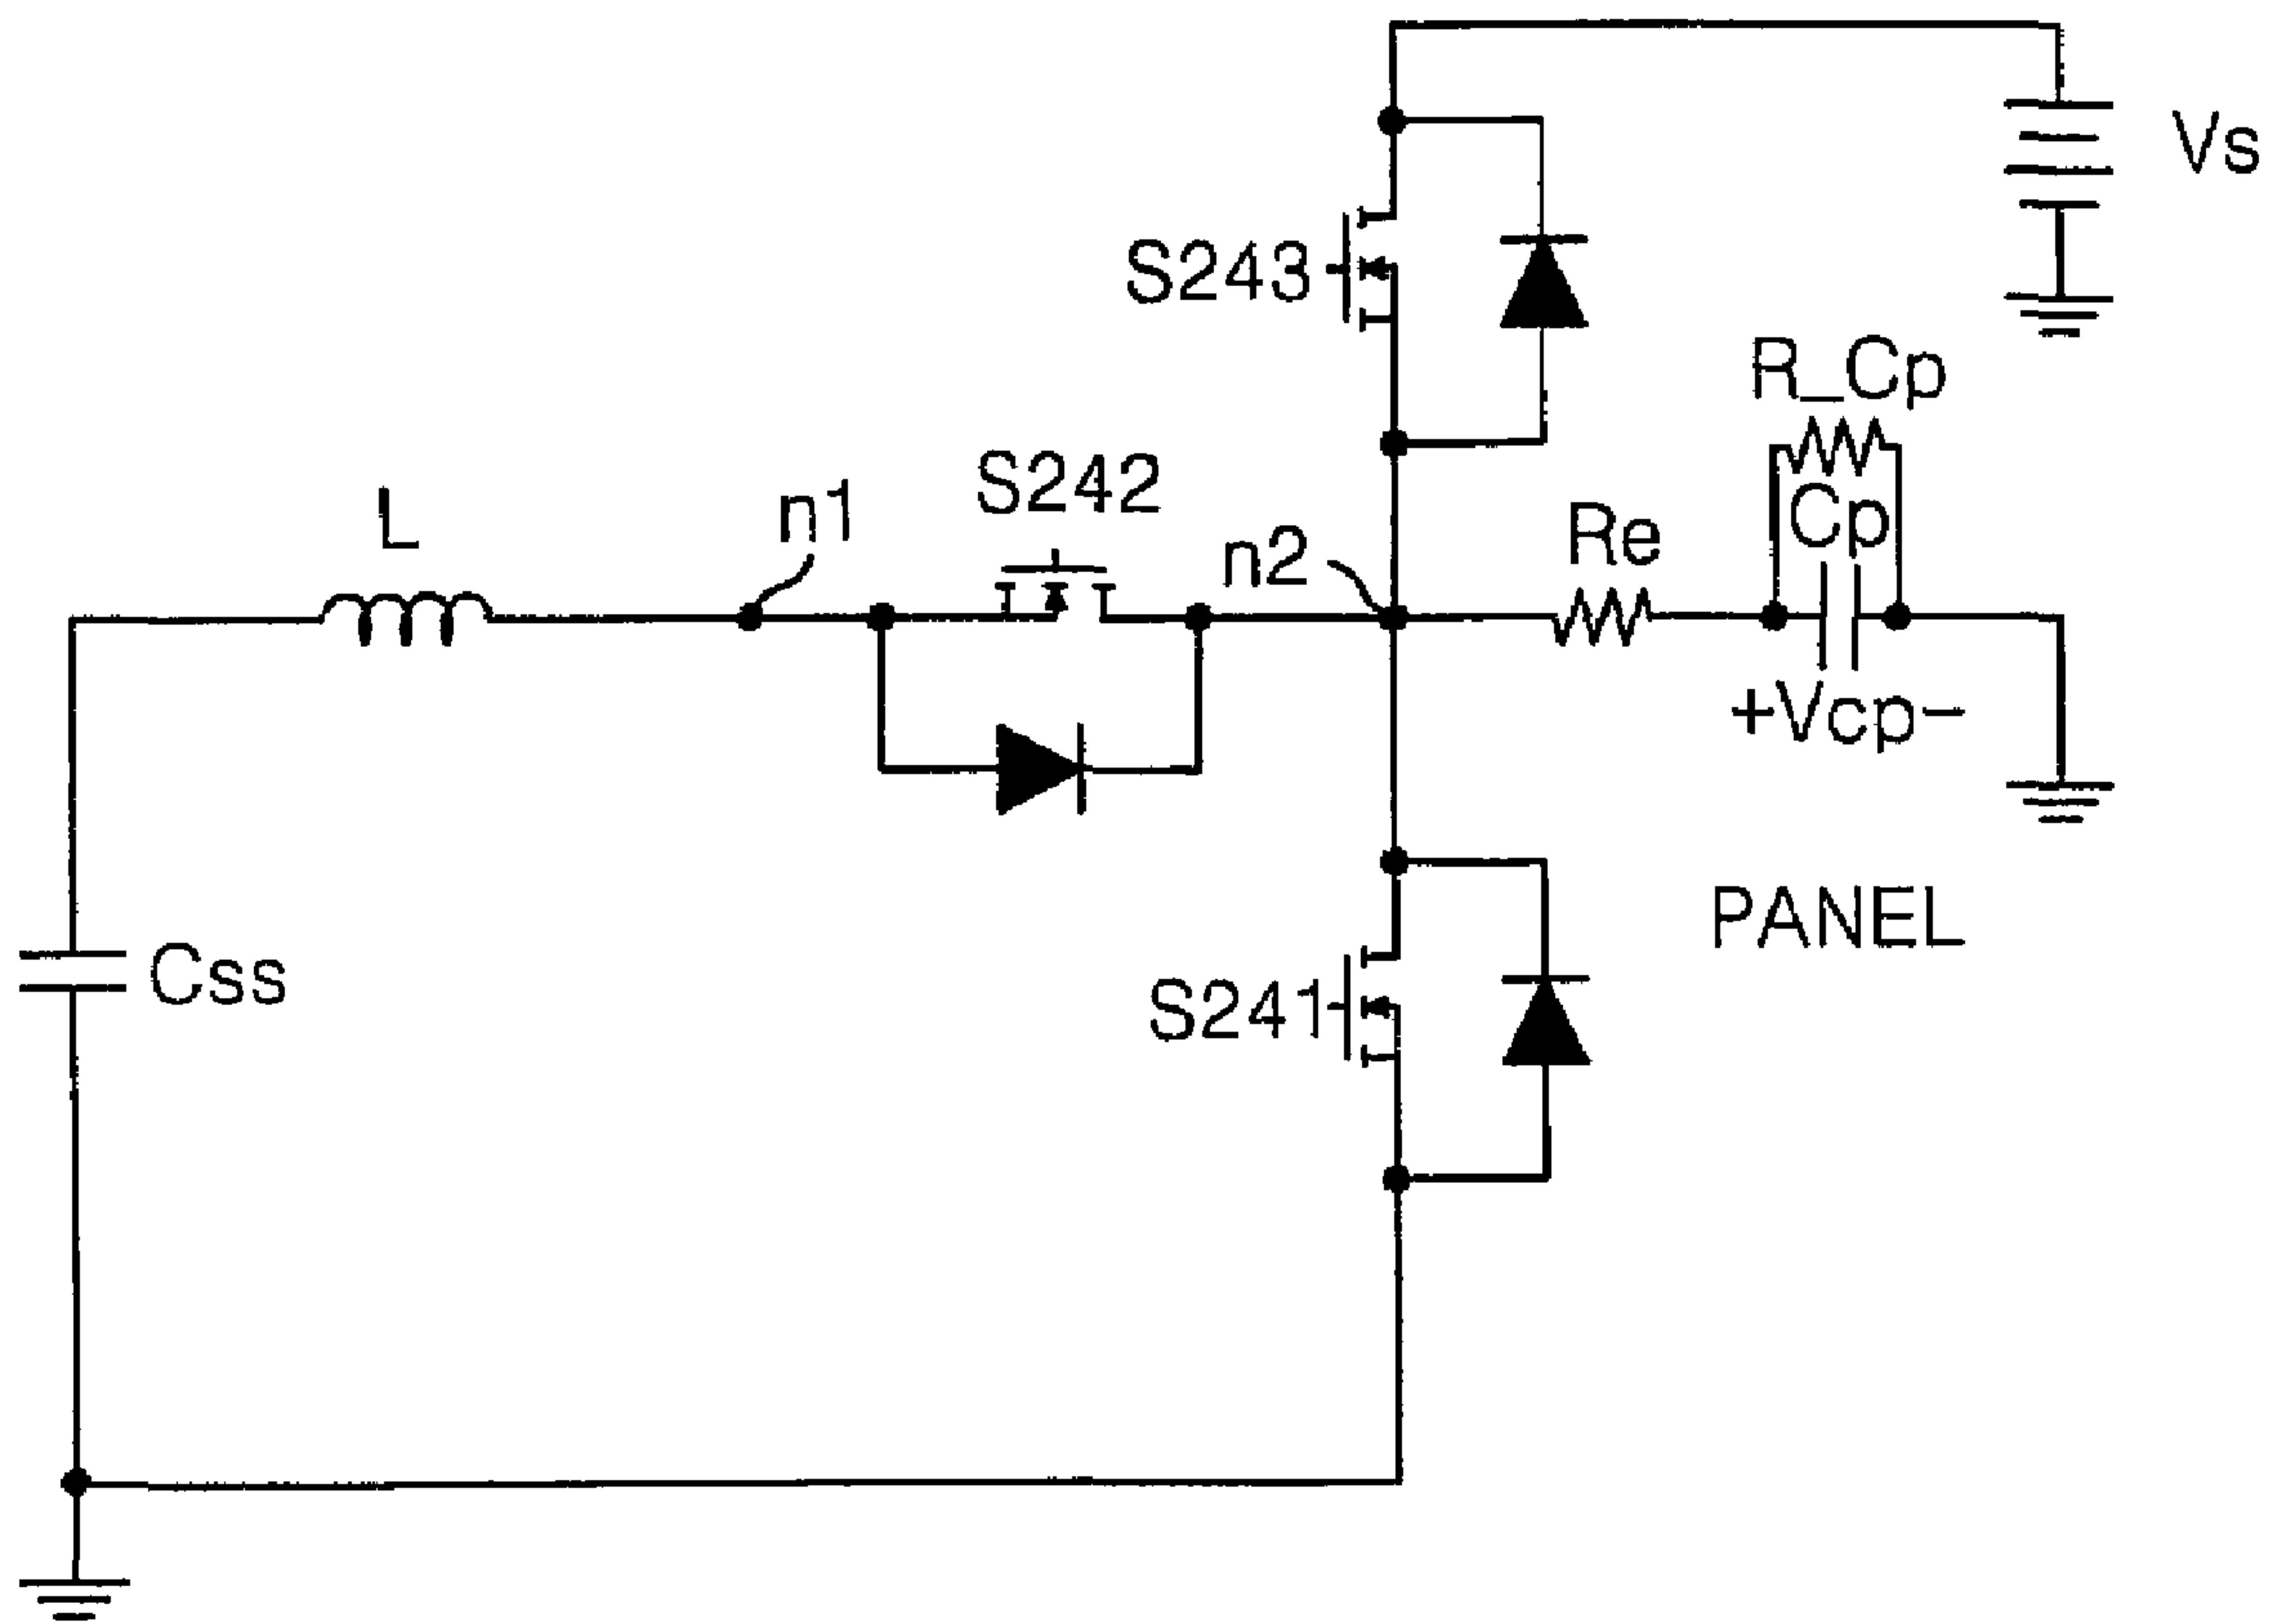 Vs
S243
R_Cp
S242
Cp
L
n1
n2
Re
+Vcp-
PANEL
Css
S241